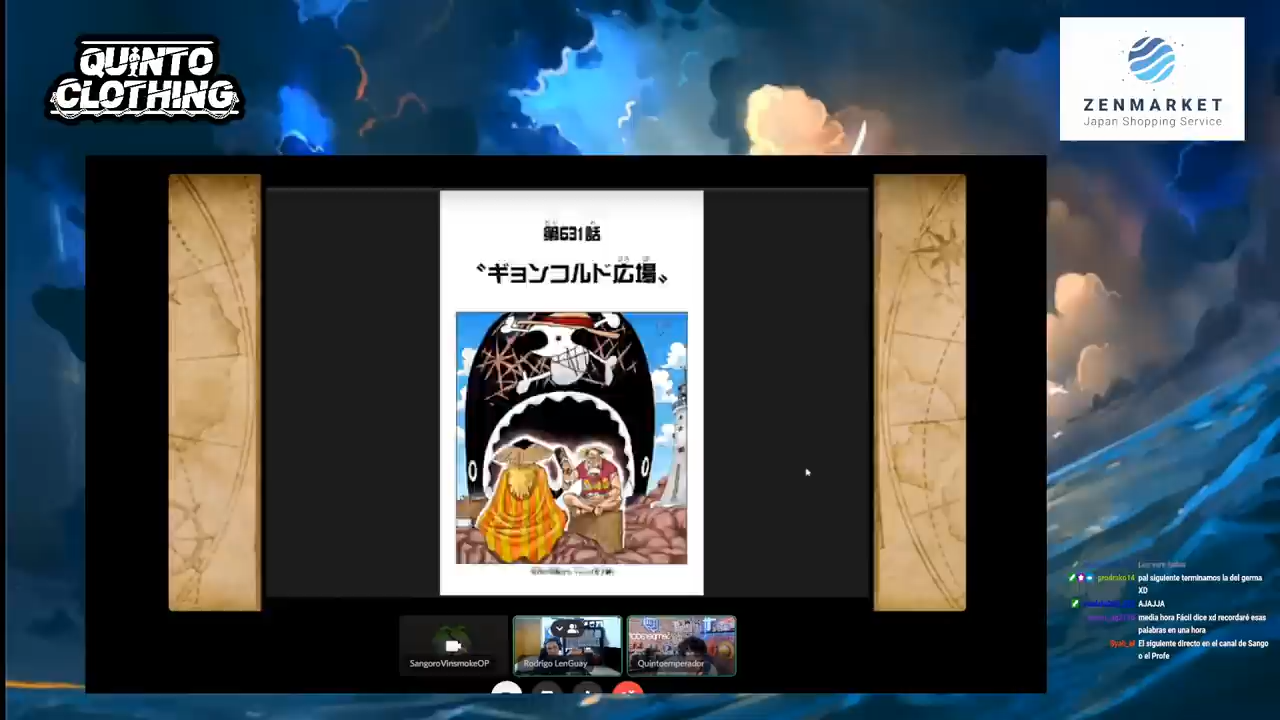 QUINTO
CLOTHING
ZENMARKET
Japan Shopping Service
第631話
〝ギョンコルド広場〟
SangoroVinsmokeOP
Rodrigo LenGuay
Quintoemperador
prodroko14 pal siguiente terminamos la del germa
XD
AJAJJA
media hora Fácil dice xd recordaré esas
palabras en una hora
El siguiente directo en el canal de Sango
o el Profe